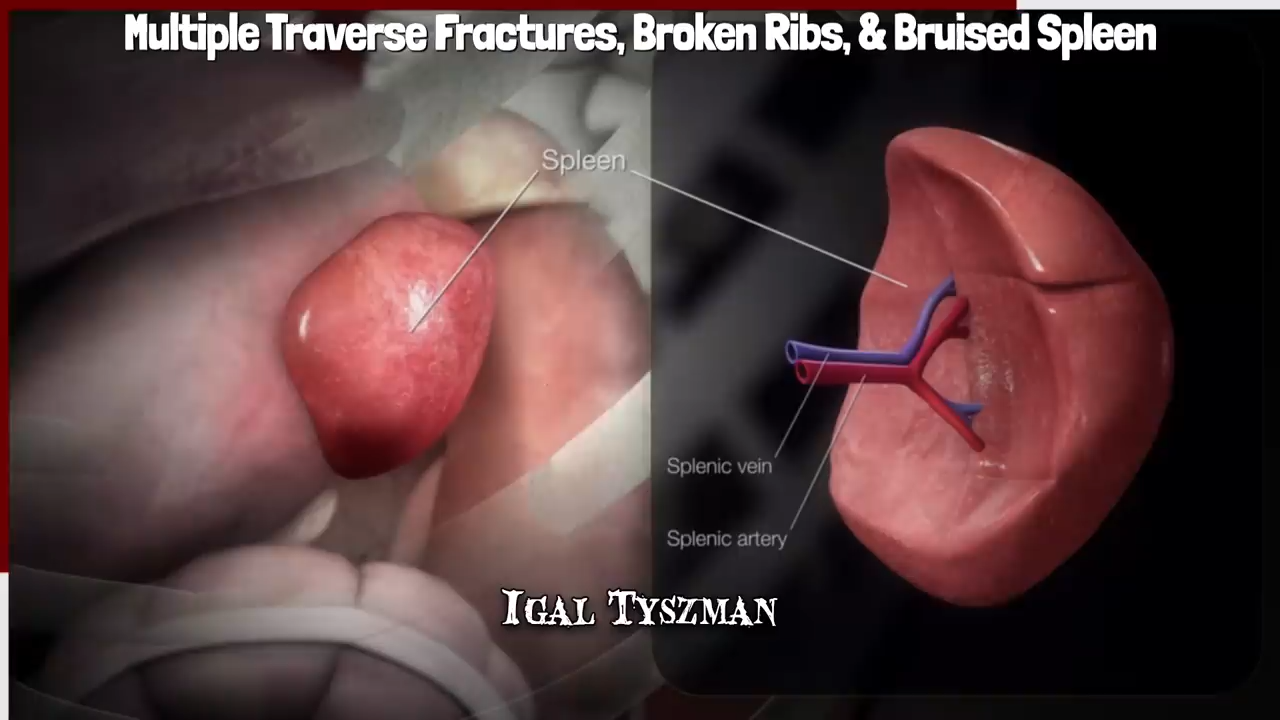 Multiple Traverse Fractures, Broken Ribs, & Bruised Spleen
Spleen
Splenic vein
Splenic artery
Igal Tyszman